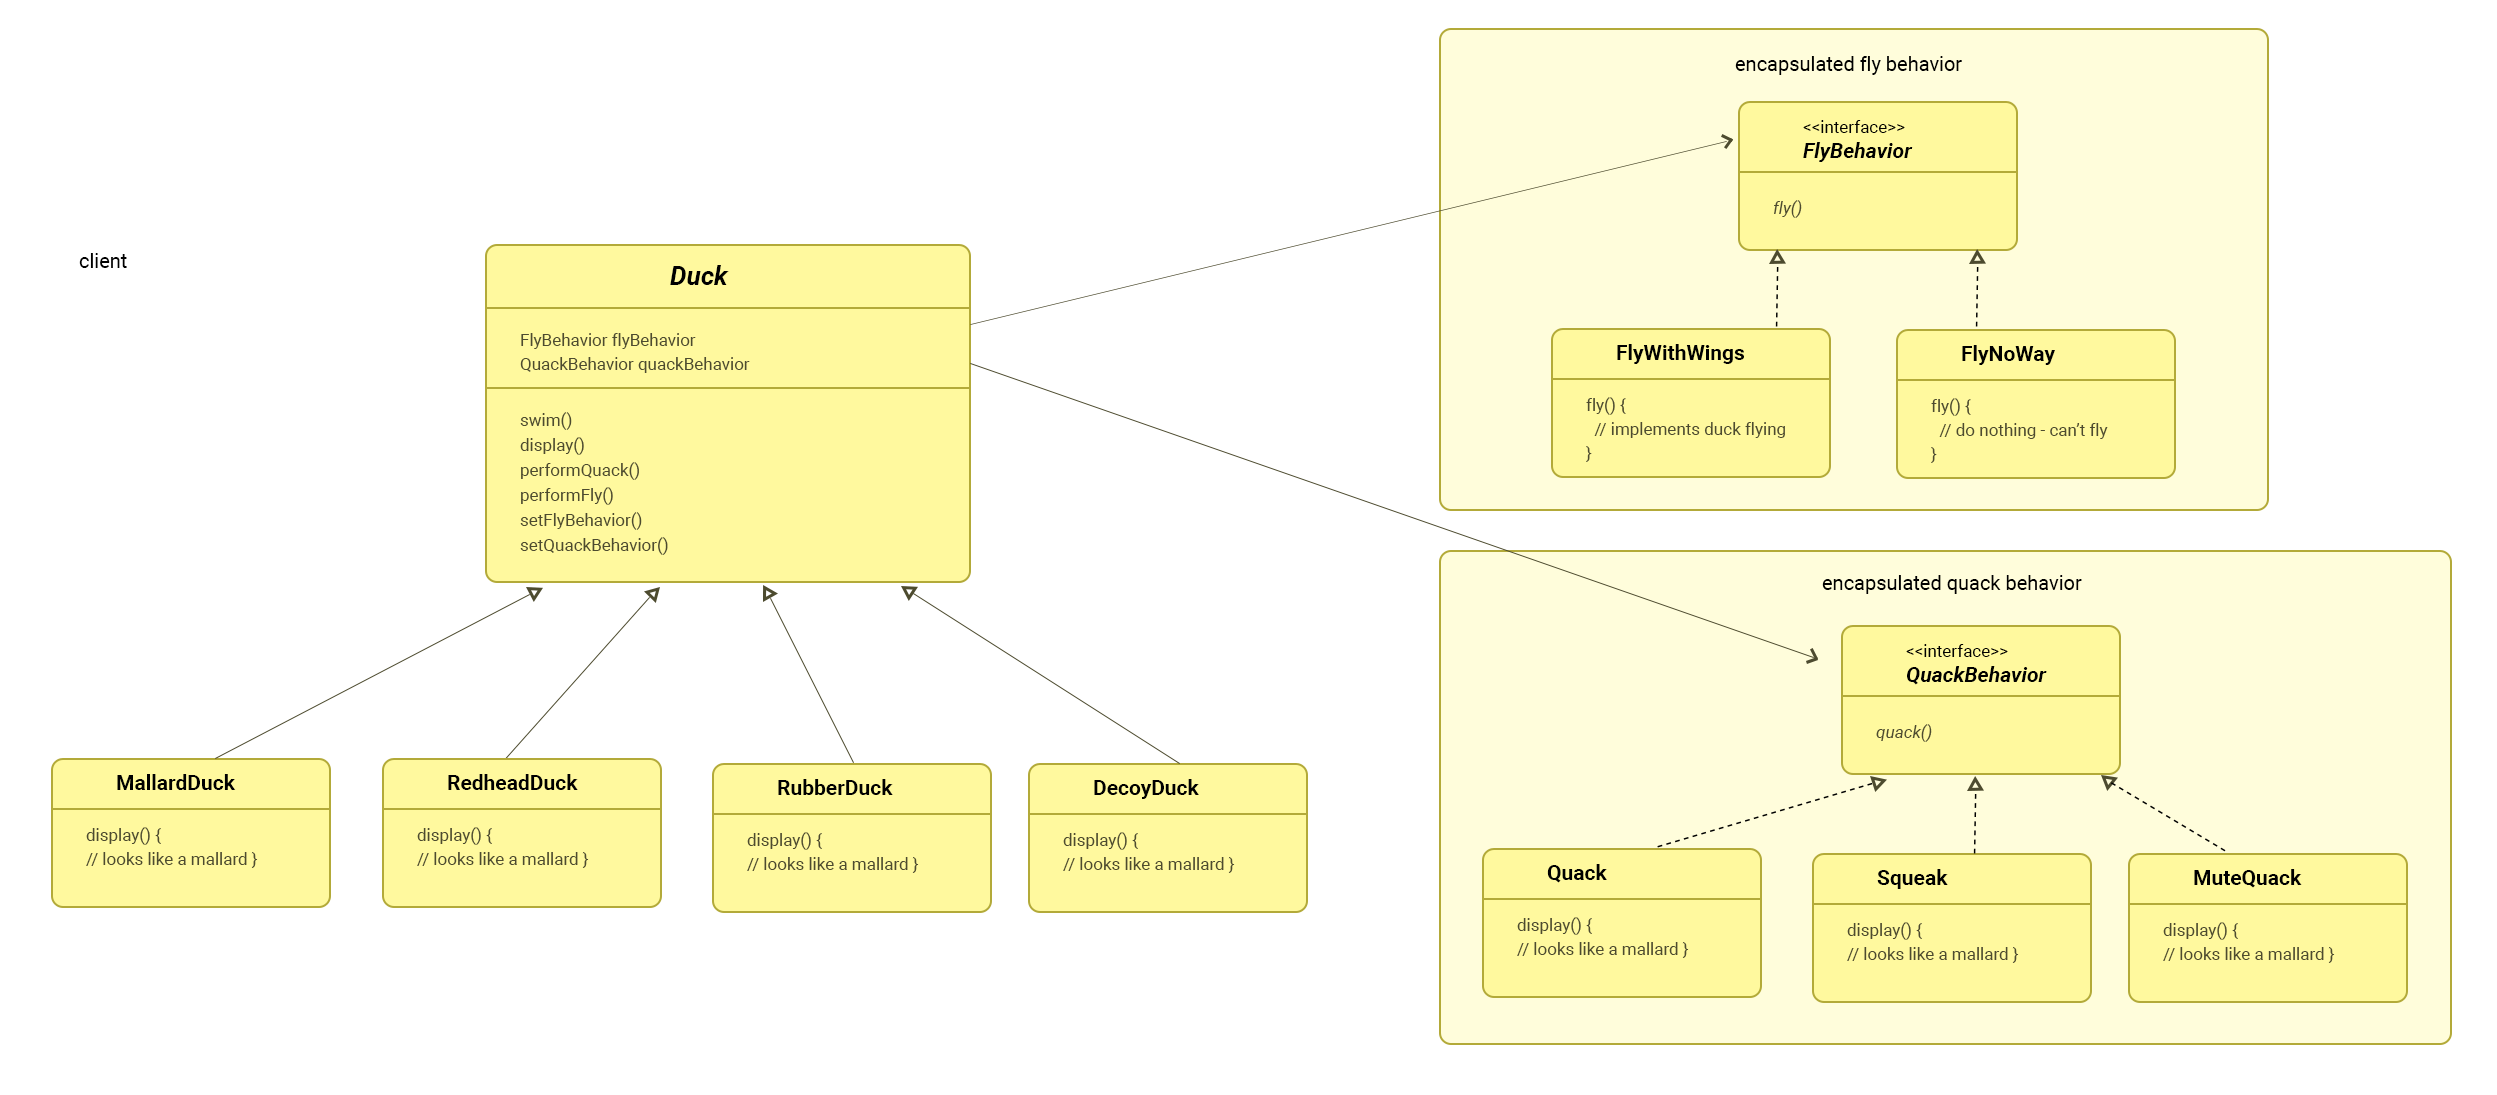 client
Duck
FlyBehavior flyBehavior
QuackBehavior quackBehavior
swim()
display()
performQuack()
performFly()
setFlyBehavior()
setQuackBehavior()
MallardDuck
display() {
// looks like a mallard }
RedheadDuck
display() {
// looks like a mallard }
RubberDuck
display() {
// looks like a mallard }
DecoyDuck
display() {
// looks like a mallard }
encapsulated fly behavior
<<interface>>
FlyBehavior
fly()
FlyWithWings
fly() {
// implements duck flying
}
FlyNoWay
fly() {
// do nothing - can’t fly
}
encapsulated quack behavior
<<interface>>
QuackBehavior
quack()
Quack
display() {
// looks like a mallard }
Squeak
display() {
// looks like a mallard }
MuteQuack
display() {
// looks like a mallard }